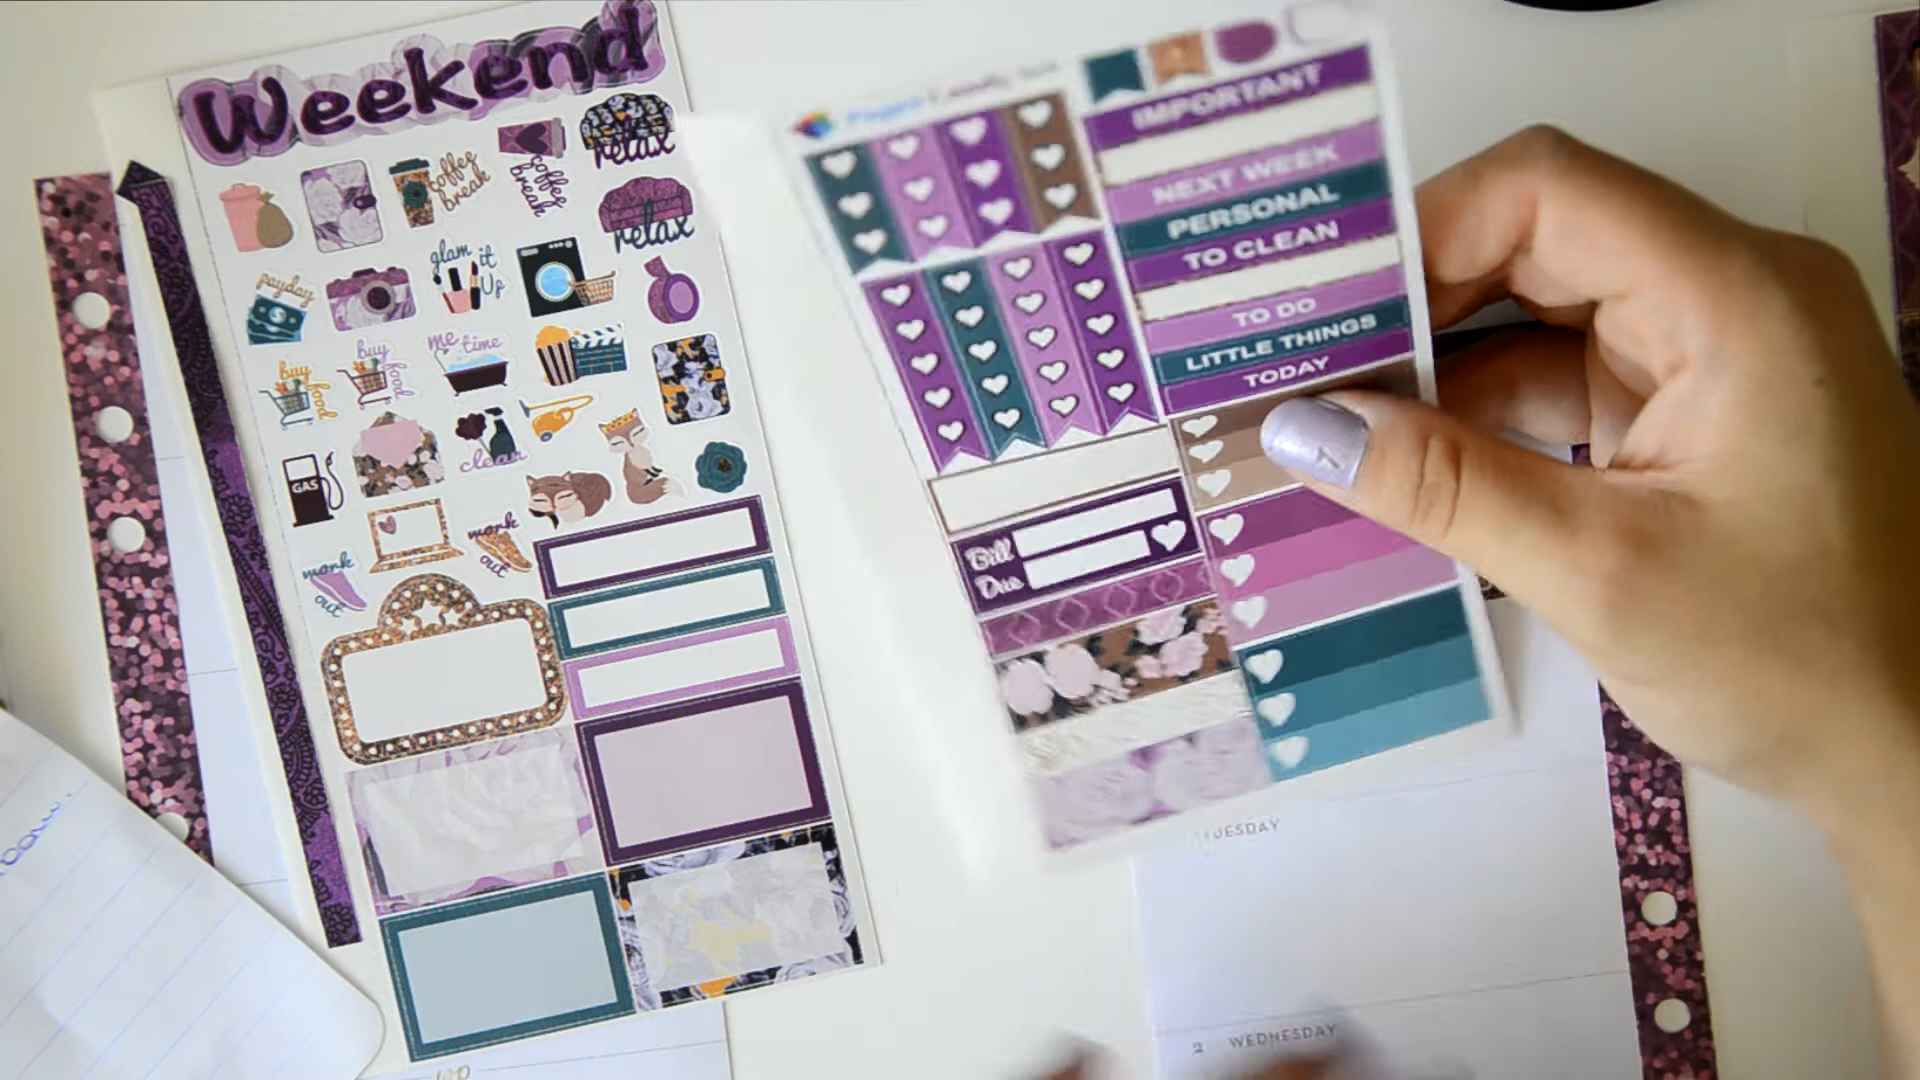 Weekend
coffee
break
coffee
break
relax
relax
payday
glam it
Up
buy
food
buy
food
me time
GAS
clean
work
out
work
out
IMPORTANT
NEXT WEEK
PERSONAL
TO CLEAN
TO DO
LITTLE THINGS
TODAY
Bill
Due
TUESDAY
2 WEDNESDAY